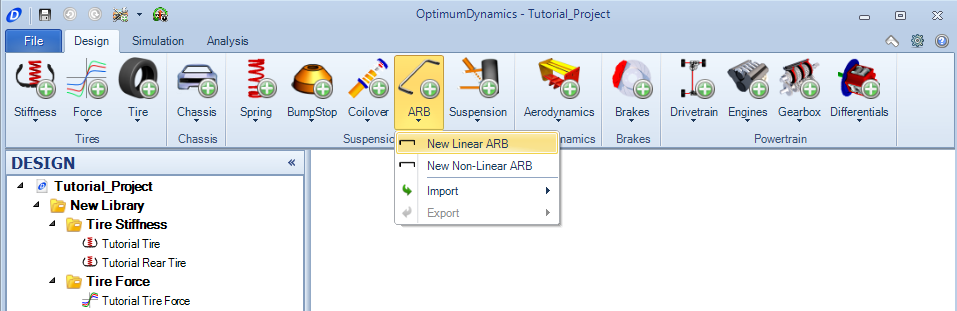 OptimumDynamics - Tutorial_Project
File Design Simulation Analysis
Stiffness Force Tire Chassis Spring BumpStop Coilover ARB Suspension Aerodynamics Brakes Drivetrain Engines Gearbox Differentials
Tires Chassis Suspens namics Brakes Powertrain
New Linear ARB
New Non-Linear ARB
Import
Export
DESIGN «
Tutorial_Project
New Library
Tire Stiffness
Tutorial Tire
Tutorial Rear Tire
Tire Force
Tutorial Tire Force